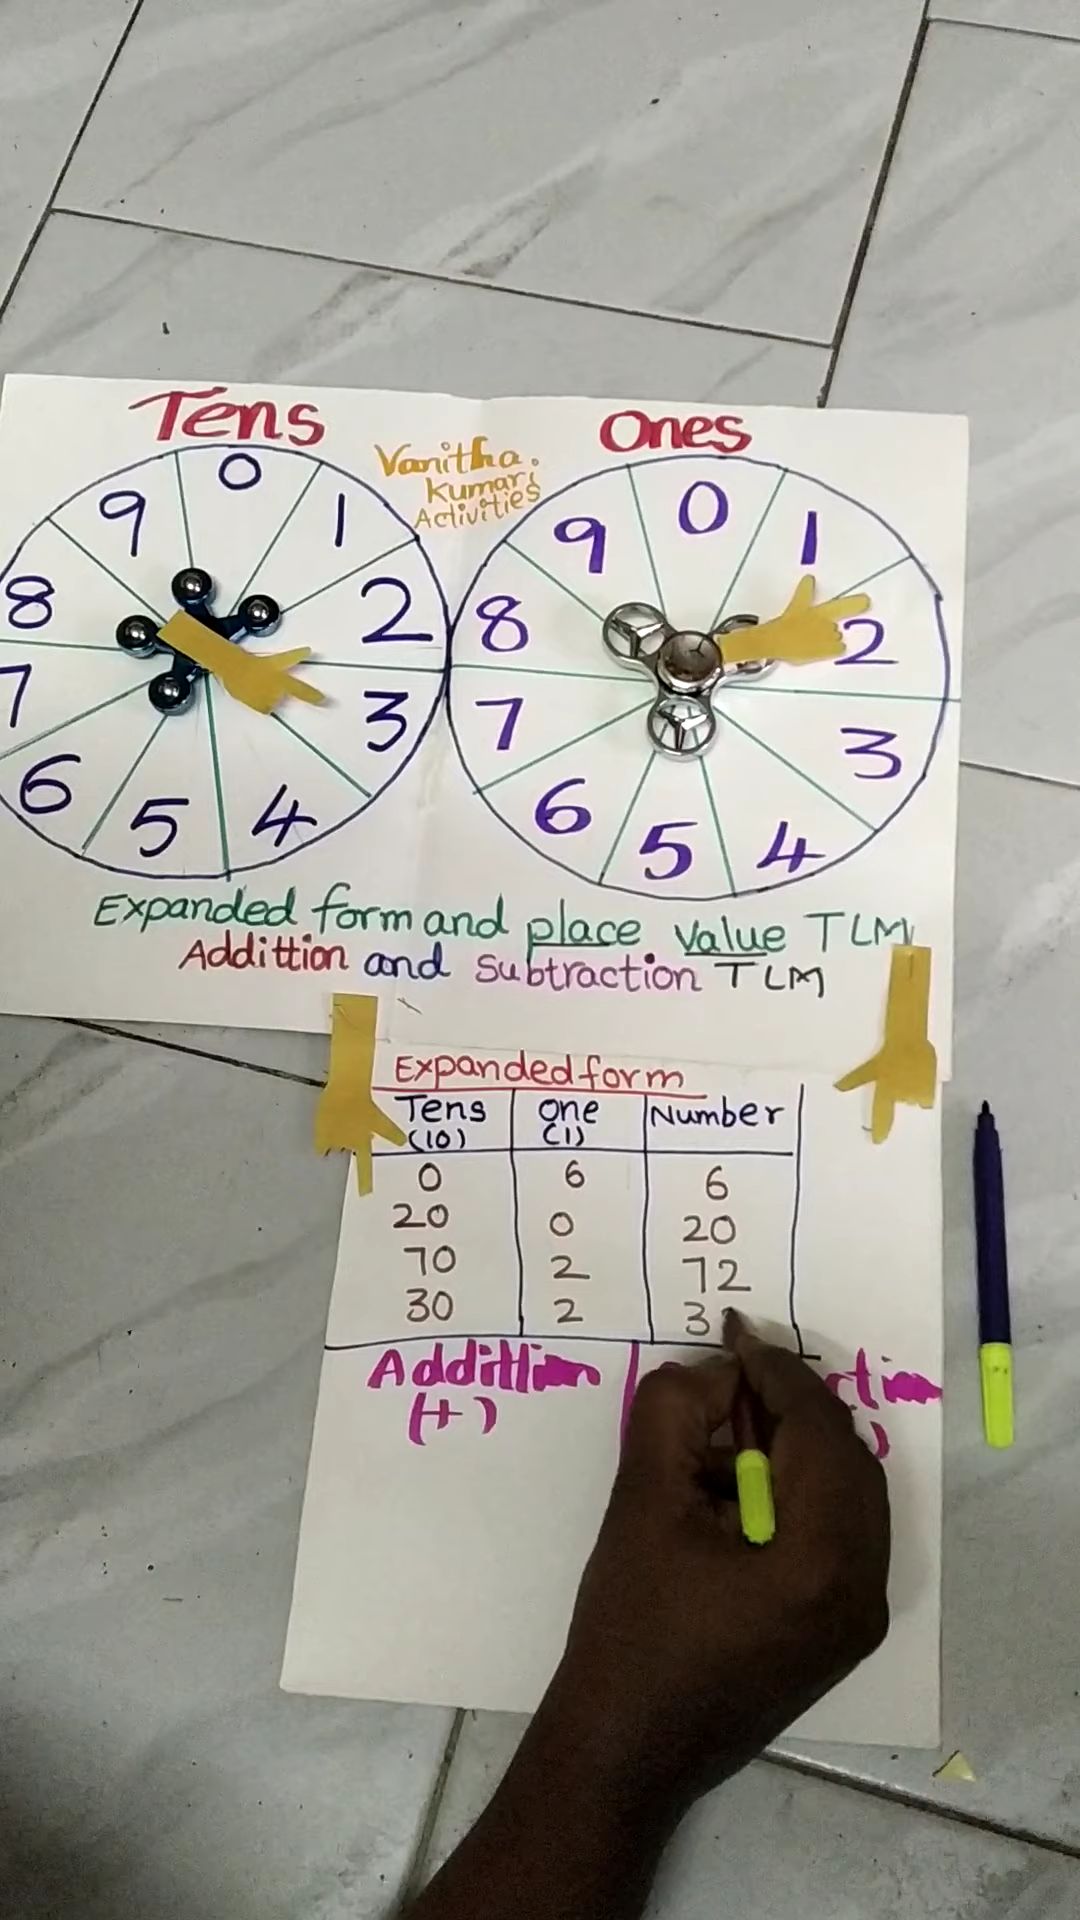 Tens
Ones
Vanitha.
Kumari
Activities
0
1
2
3
4
5
6
7
8
9
0
1
2
3
4
5
6
7
8
9
Expanded form and place value TLM
Addittion and Subtraction TLM
Expanded form
Tens one Number
(10) (1)
0 6 6
20 0 20
70 2 72
30 2 3
Addittion
(+)